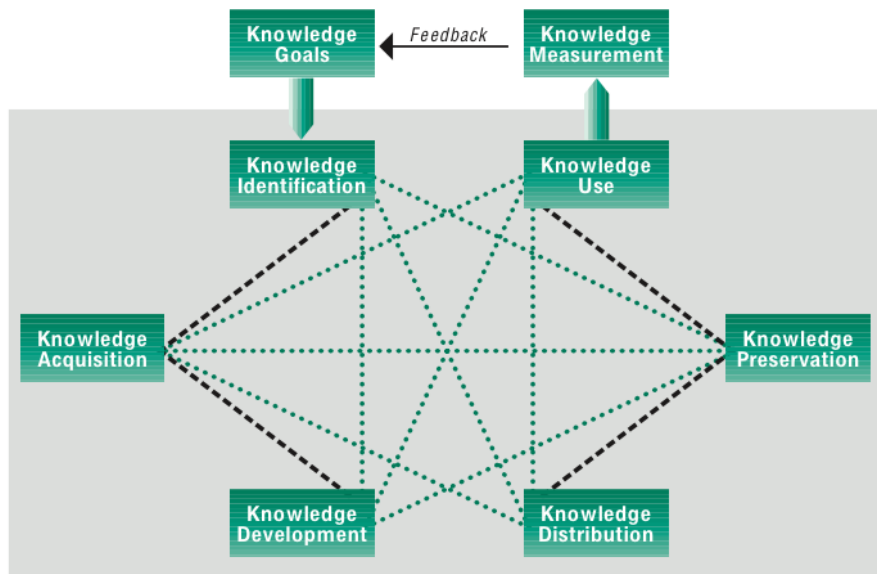 Knowledge
Goals
Feedback
Knowledge
Measurement
Knowledge
Identification
Knowledge
Use
Knowledge
Acquisition
Knowledge
Preservation
Knowledge
Development
Knowledge
Distribution